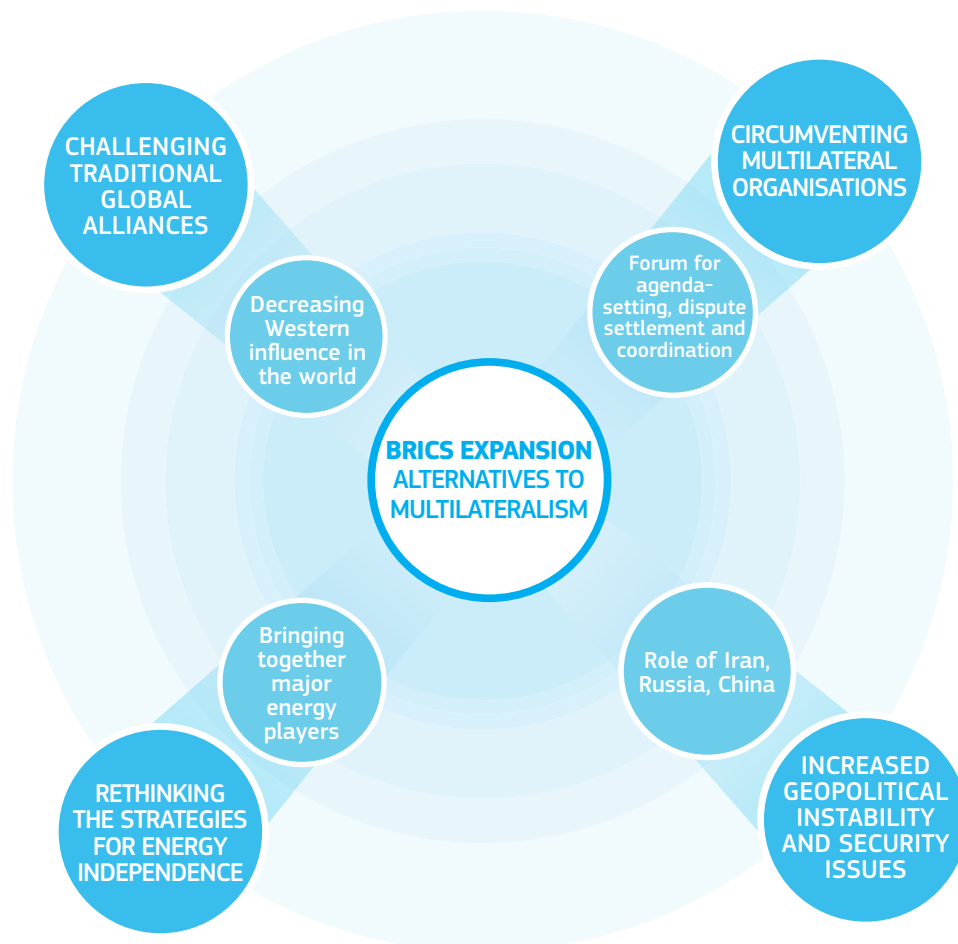 CHALLENGING
TRADITIONAL
GLOBAL
ALLIANCES
Decreasing
Western
influence in
the world
CIRCUMVENTING
MULTILATERAL
ORGANISATIONS
Forum for
agenda-
setting, dispute
settlement and
coordination
BRICS EXPANSION
ALTERNATIVES TO
MULTILATERALISM
Bringing
together
major
energy
players
RETHINKING
THE STRATEGIES
FOR ENERGY
INDEPENDENCE
Role of Iran,
Russia, China
INCREASED
GEOPOLITICAL
INSTABILITY
AND SECURITY
ISSUES